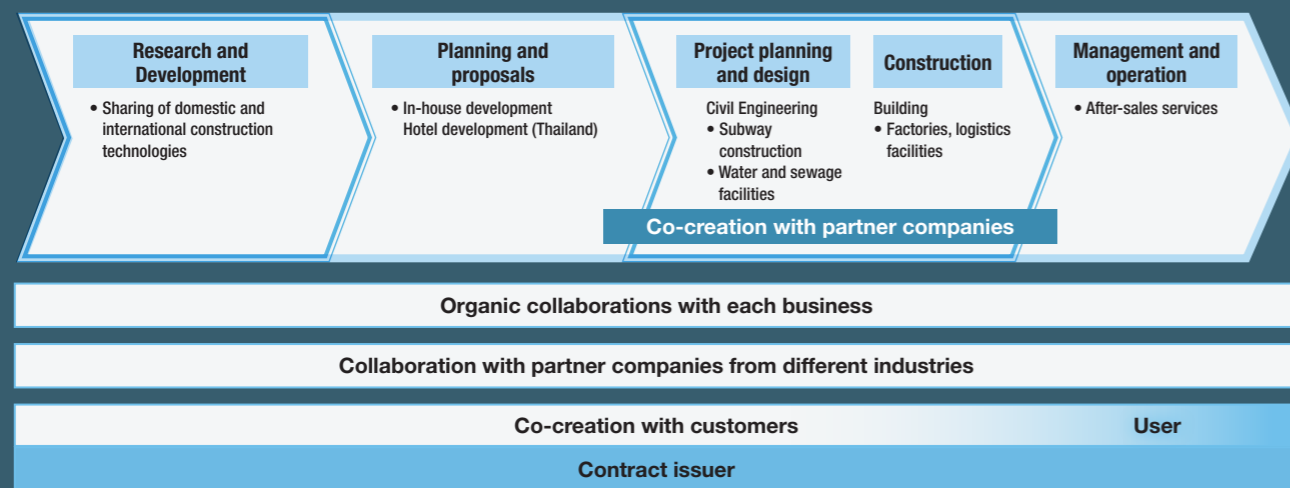 Research and
Development
• Sharing of domestic and
international construction
technologies
Planning and
proposals
• In-house development
Hotel development (Thailand)
Project planning
and design
Civil Engineering
• Subway
construction
• Water and sewage
facilities
Construction
Building
• Factories, logistics
facilities
Management and
operation
• After-sales services
Co-creation with partner companies
Organic collaborations with each business
Collaboration with partner companies from different industries
Co-creation with customers
User
Contract issuer